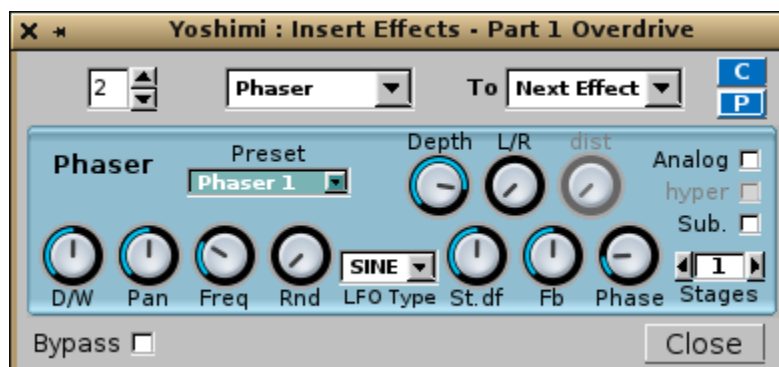 Yoshimi : Insert Effects - Part 1 Overdrive
2 Phaser To Next Effect C
P
Phaser Preset Depth L/R dist Analog
Phaser 1 hyper
Sub.
SINE 1
D/W Pan Freq Rnd LFO Type St.df Fb Phase Stages
Bypass Close